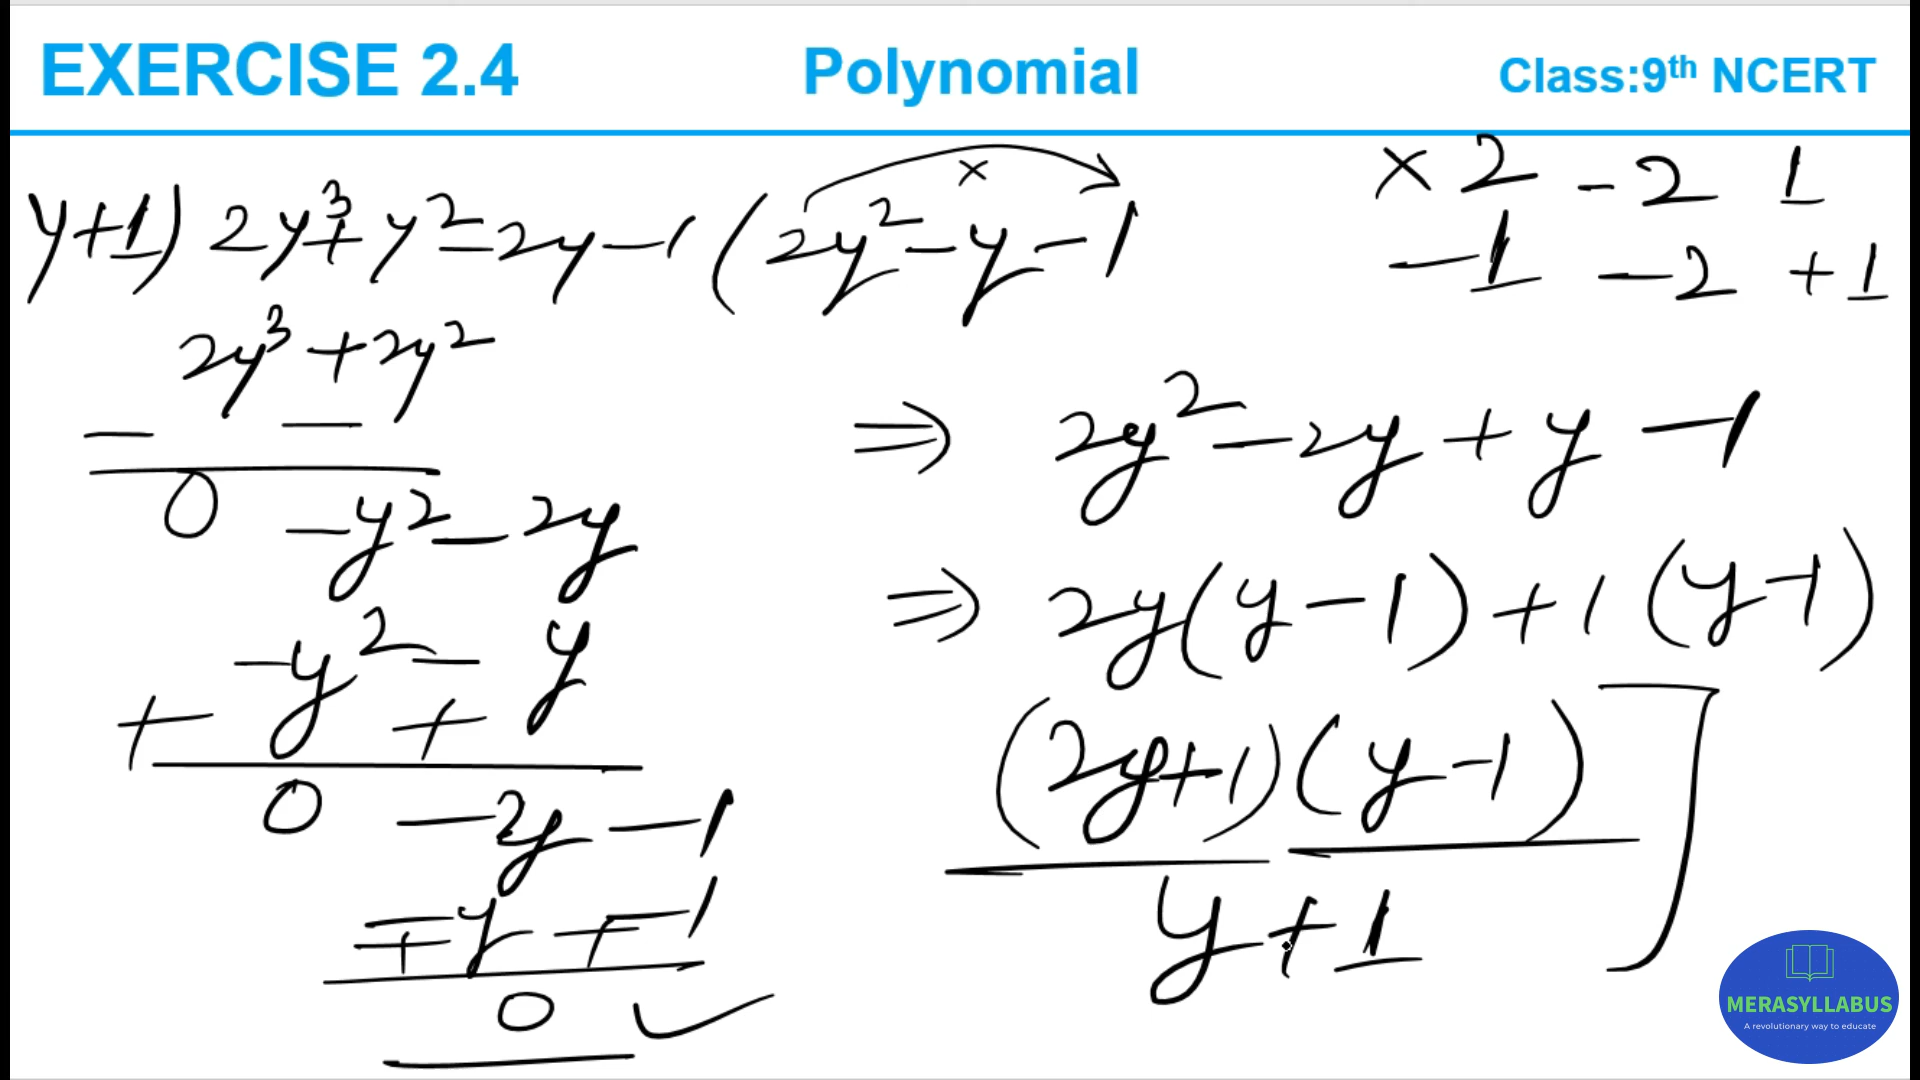 EXERCISE 2.4 Polynomial Class:9th NCERT
y+1) 2y³+y²-2y-1 (2y²-y-1
×
× 2 -2 1
-1 -2 +1
2y³+2y²
- -
0 -y²-2y
-y²-y
+ +
0 -2y-1
-y -1
+ +
0
⇒ 2y²-2y+y-1
⇒ 2y(y-1)+1(y-1)
(2y+1)(y-1)
y+1
MERASYLLABUS
A revolutionary way to educate